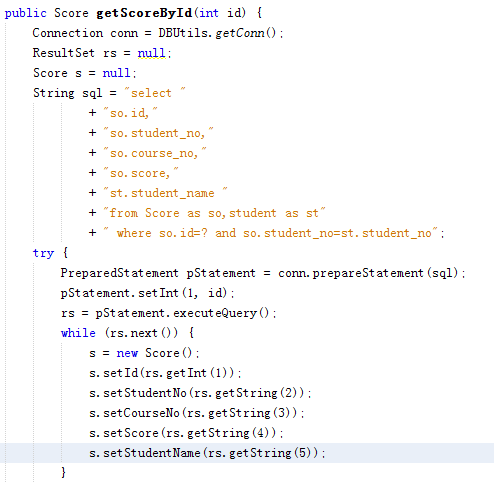 public Score getScoreById(int id) {
    Connection conn = DBUtils.getConn();
    ResultSet rs = null;
    Score s = null;
    String sql = "select "
            + "so.id,"
            + "so.student_no,"
            + "so.course_no,"
            + "so.score,"
            + "st.student_name "
            + "from Score as so,student as st"
            + " where so.id=? and so.student_no=st.student_no";
    try {
        PreparedStatement pStatement = conn.prepareStatement(sql);
        pStatement.setInt(1, id);
        rs = pStatement.executeQuery();
        while (rs.next()) {
            s = new Score();
            s.setId(rs.getInt(1));
            s.setStudentNo(rs.getString(2));
            s.setCourseNo(rs.getString(3));
            s.setScore(rs.getString(4));
            s.setStudentName(rs.getString(5));
        }